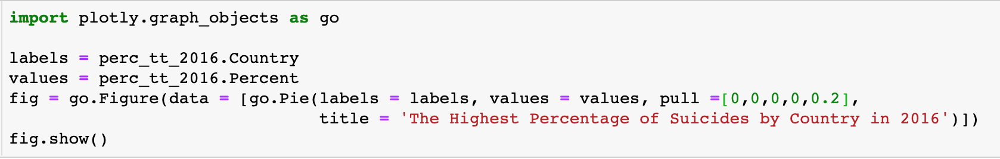 import plotly.graph_objects as go
labels = perc_tt_2016.Country
values = perc_tt_2016.Percent
fig = go.Figure(data = [go.Pie(labels = labels, values = values, pull =[0,0,0,0,0.2],
title = 'The Highest Percentage of Suicides by Country in 2016')])
fig.show()